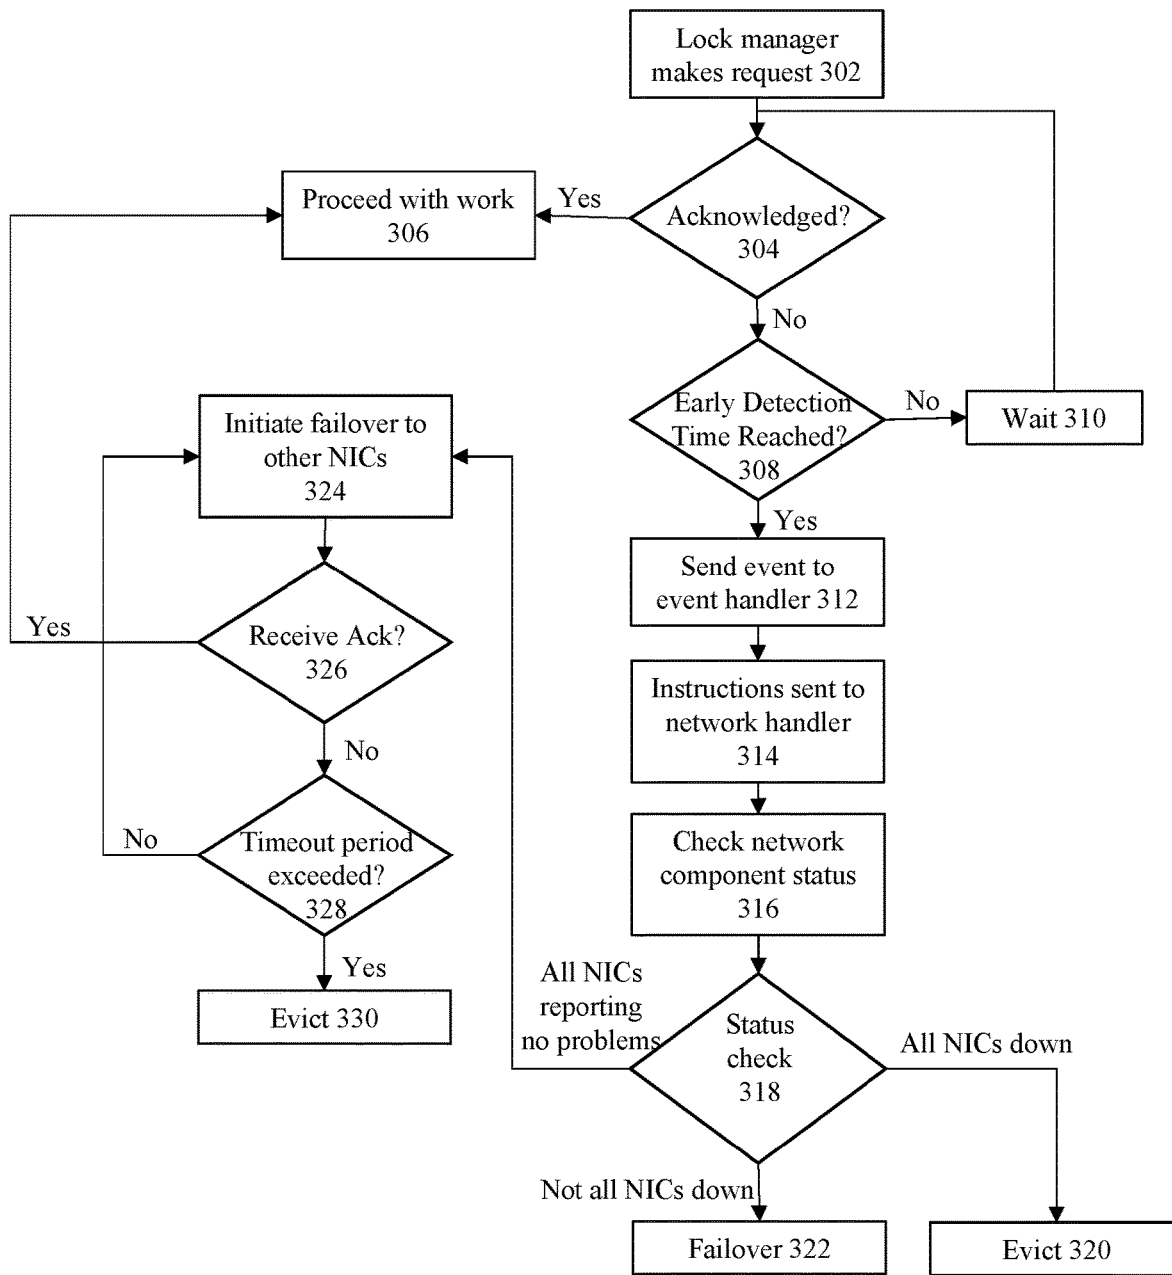 Lock manager
makes request 302
Proceed with work
306
Yes
Acknowledged?
304
No
Early Detection
Time Reached?
308
No
Wait 310
Yes
Send event to
event handler 312
Instructions sent to
network handler
314
Check network
component status
316
Status
check
318
All NICs
reporting
no problems
All NICs down
Not all NICs down
Failover 322
Evict 320
Initiate failover to
other NICs
324
Receive Ack?
326
Yes
No
Timeout period
exceeded?
328
No
Yes
Evict 330